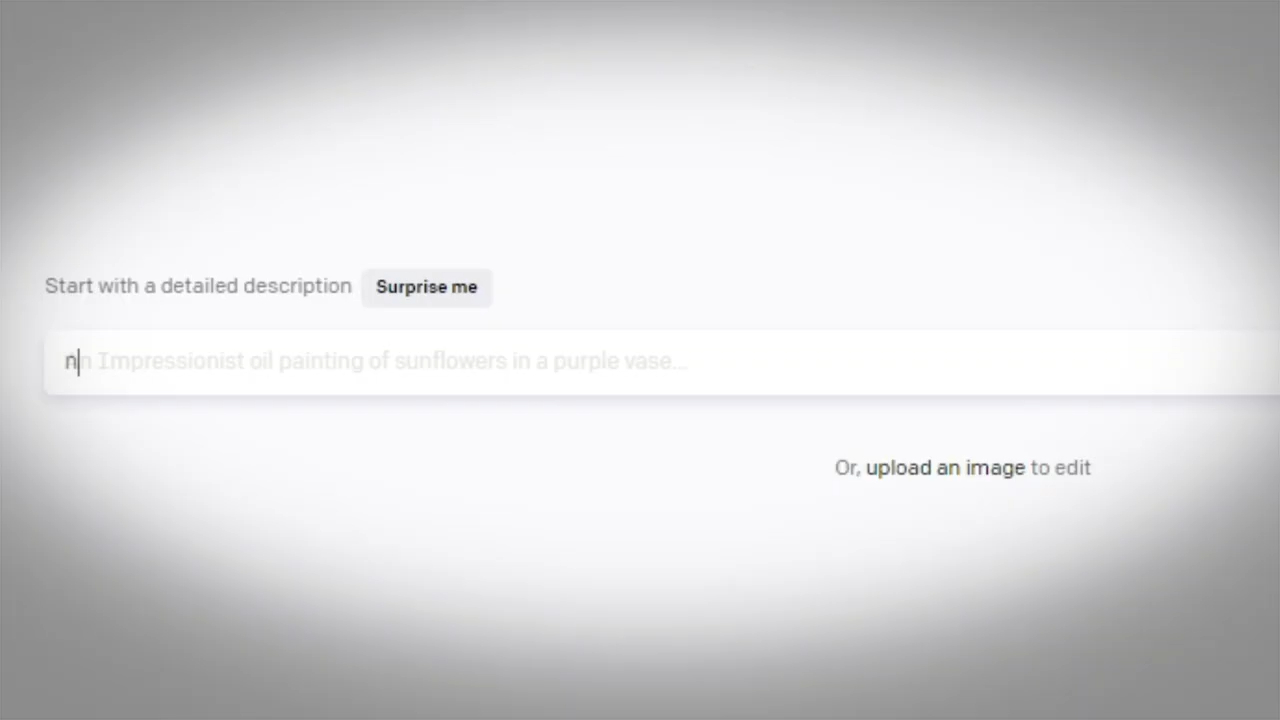 Start with a detailed description
Surprise me
n Impressionist oil painting of sunflowers in a purple vase...
Or, upload an image to edit